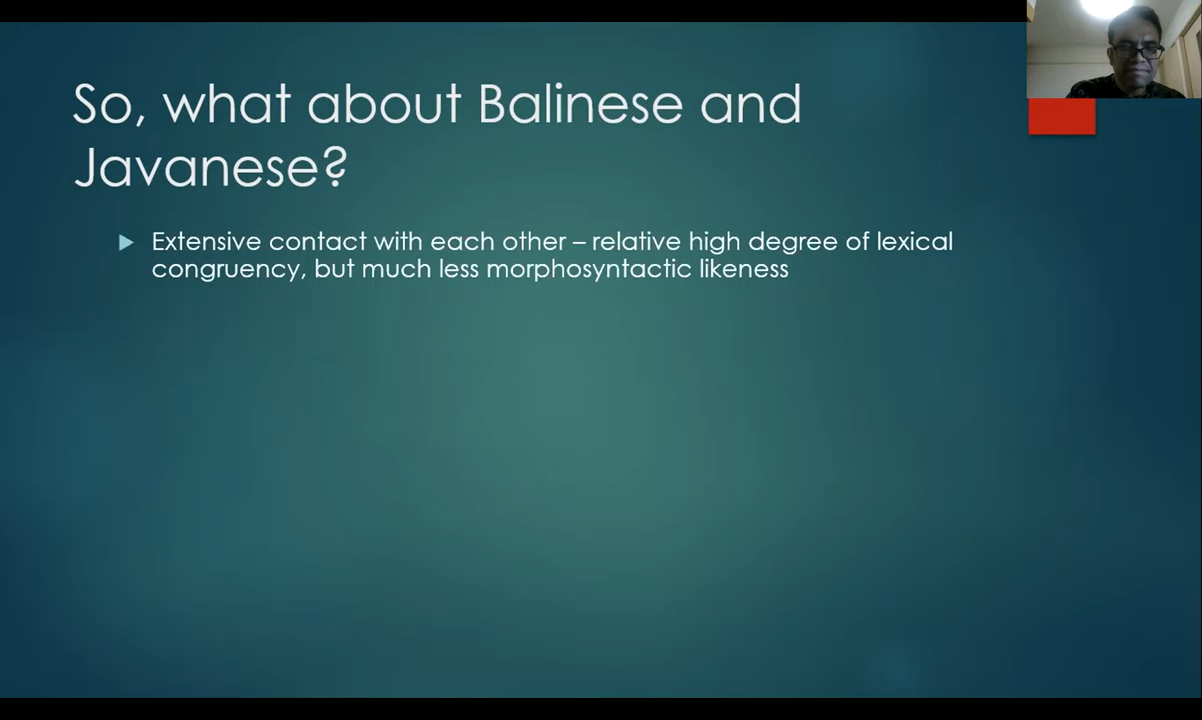 So, what about Balinese and
Javanese?
Extensive contact with each other – relative high degree of lexical
congruency, but much less morphosyntactic likeness